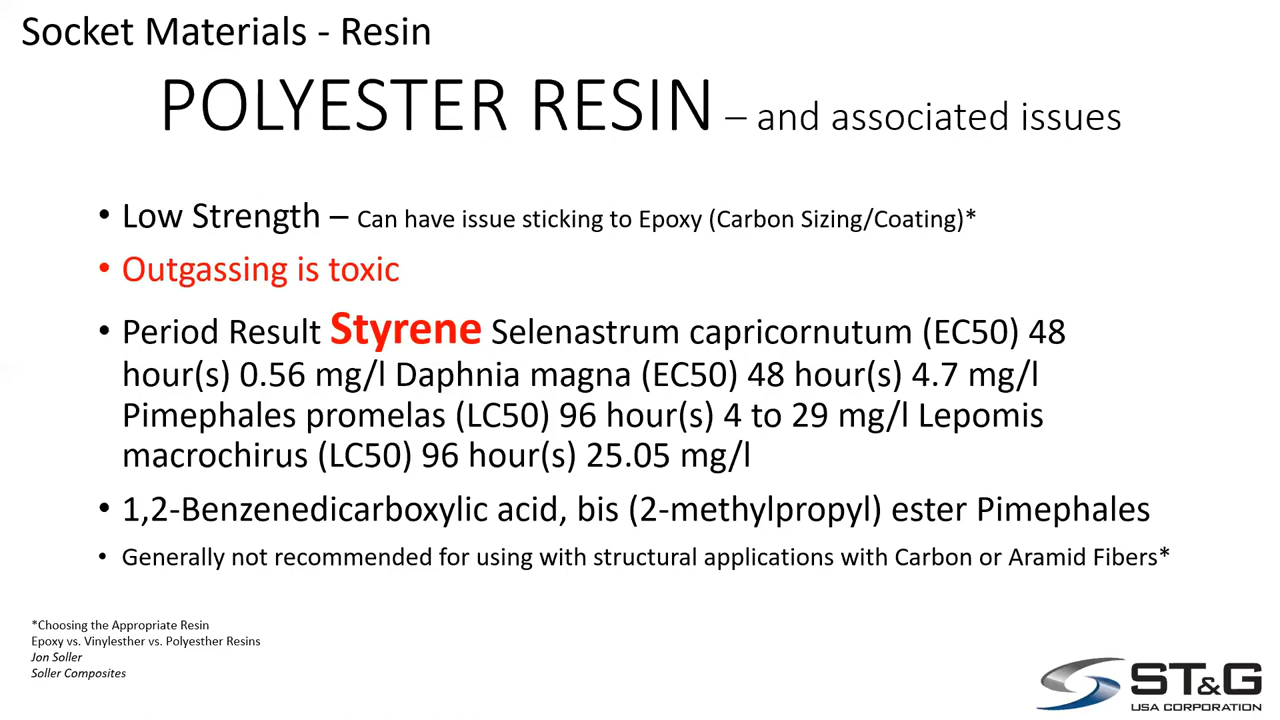 Socket Materials - Resin
POLYESTER RESIN – and associated issues
• Low Strength – Can have issue sticking to Epoxy (Carbon Sizing/Coating)*
• Outgassing is toxic
• Period Result Styrene Selenastrum capricornutum (EC50) 48
hour(s) 0.56 mg/l Daphnia magna (EC50) 48 hour(s) 4.7 mg/l
Pimephales promelas (LC50) 96 hour(s) 4 to 29 mg/l Lepomis
macrochirus (LC50) 96 hour(s) 25.05 mg/l
• 1,2-Benzenedicarboxylic acid, bis (2-methylpropyl) ester Pimephales
• Generally not recommended for using with structural applications with Carbon or Aramid Fibers*
*Choosing the Appropriate Resin
Epoxy vs. Vinylesther vs. Polyesther Resins
Jon Soller
Soller Composites
ST&G
USA CORPORATION